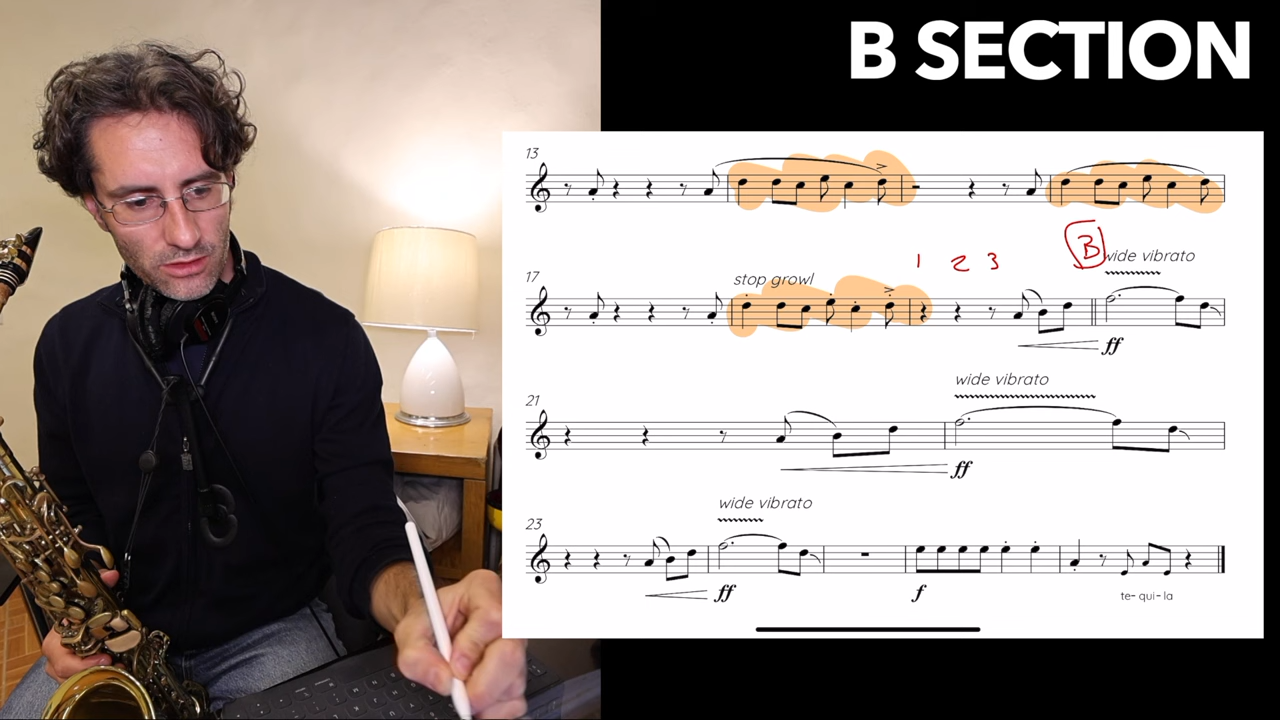 B SECTION
13
B
wide vibrato
17
stop growl
1 2 3
ff
21
wide vibrato
ff
23
wide vibrato
ff
f
te-qui-la